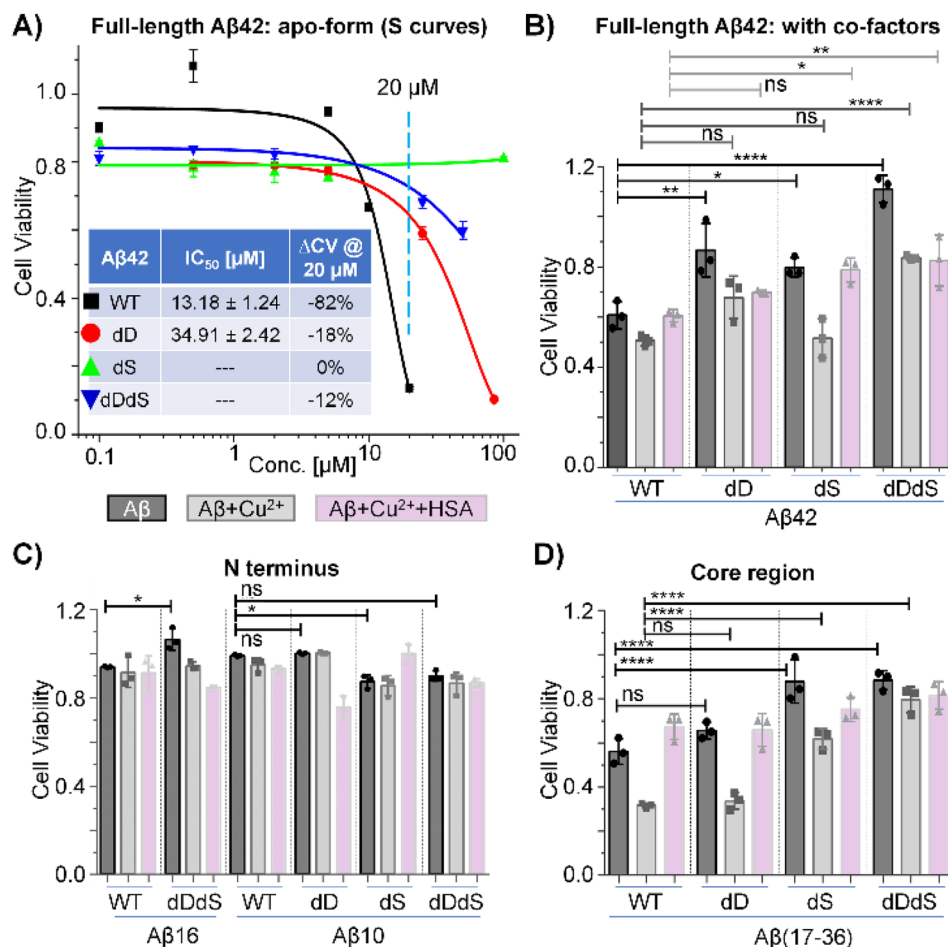 A)
Full-length Aβ42: apo-form (S curves)
20 µM
1.0
0.8
0.4
0.0
Cell Viability
Aβ42 IC50 [µM] ΔCV @ 20 µM
WT 13.18 ± 1.24 -82%
dD 34.91 ± 2.42 -18%
dS --- 0%
dDdS --- -12%
0.1 1 10 100
Conc. [µM]
Aβ Aβ+Cu²⁺ Aβ+Cu²⁺+HSA
B)
Full-length Aβ42: with co-factors
**
*
ns
****
ns
ns
****
*
**
1.2
0.8
0.4
0.0
Cell Viability
WT dD dS dDdS
Aβ42
C)
N terminus
ns
*
*
ns
1.2
0.8
0.4
0.0
Cell Viability
WT dDdS WT dD dS dDdS
Aβ16 Aβ10
D)
Core region
****
****
ns
****
****
ns
1.2
0.8
0.4
0.0
Cell Viability
WT dD dS dDdS
Aβ(17-36)